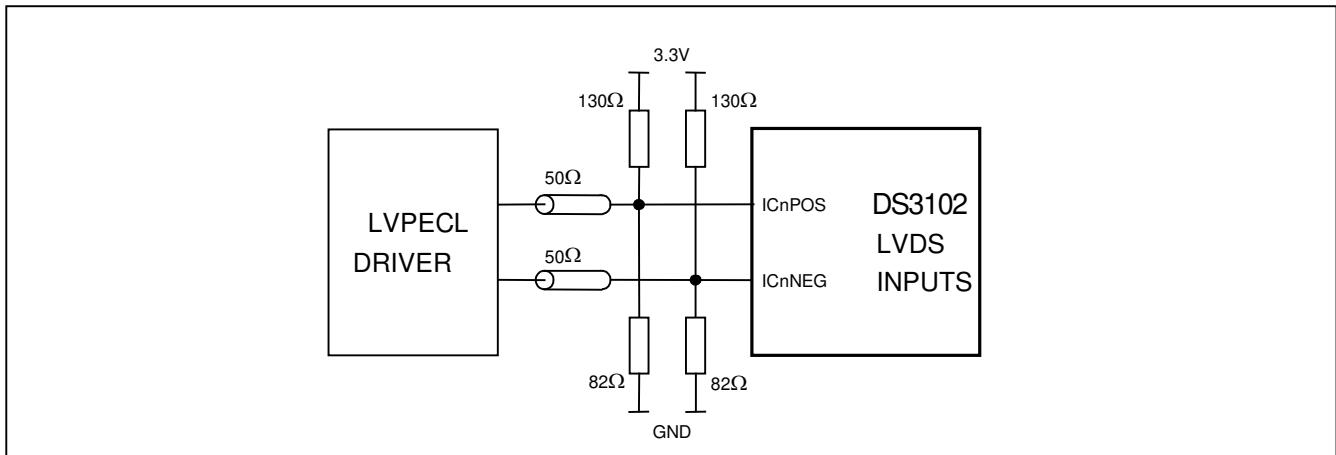 3.3V
130Ω
130Ω
50Ω
50Ω
LVPECL
DRIVER
ICnPOS
ICnNEG
DS3102
LVDS
INPUTS
82Ω
82Ω
GND